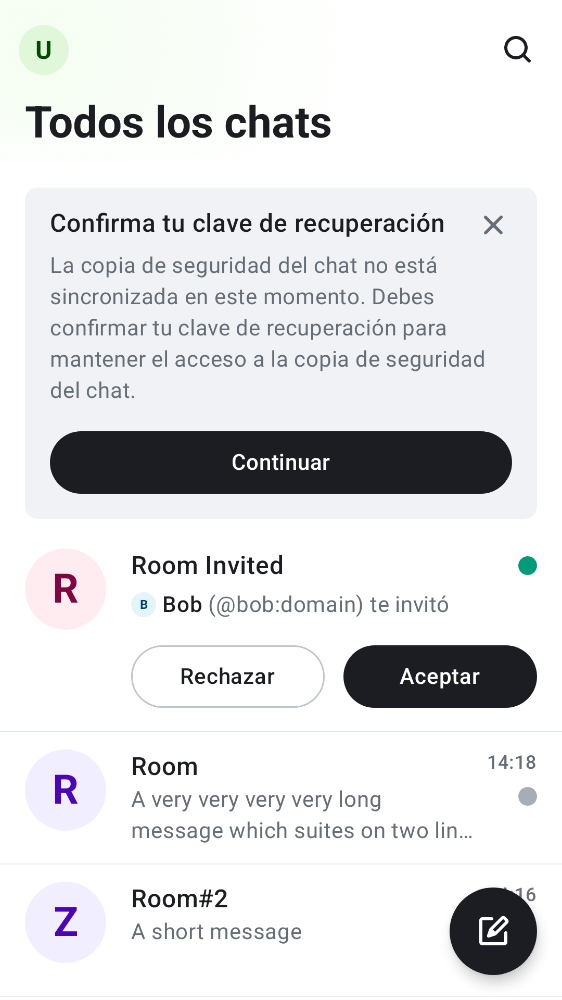 U
Todos los chats
Confirma tu clave de recuperación
La copia de seguridad del chat no está
sincronizada en este momento. Debes
confirmar tu clave de recuperación para
mantener el acceso a la copia de seguridad
del chat.
Continuar
R
Room Invited
B Bob (@bob:domain) te invitó
Rechazar
Aceptar
R
Room
14:18
A very very very very long
message which suites on two lin…
Z
Room#2
A short message